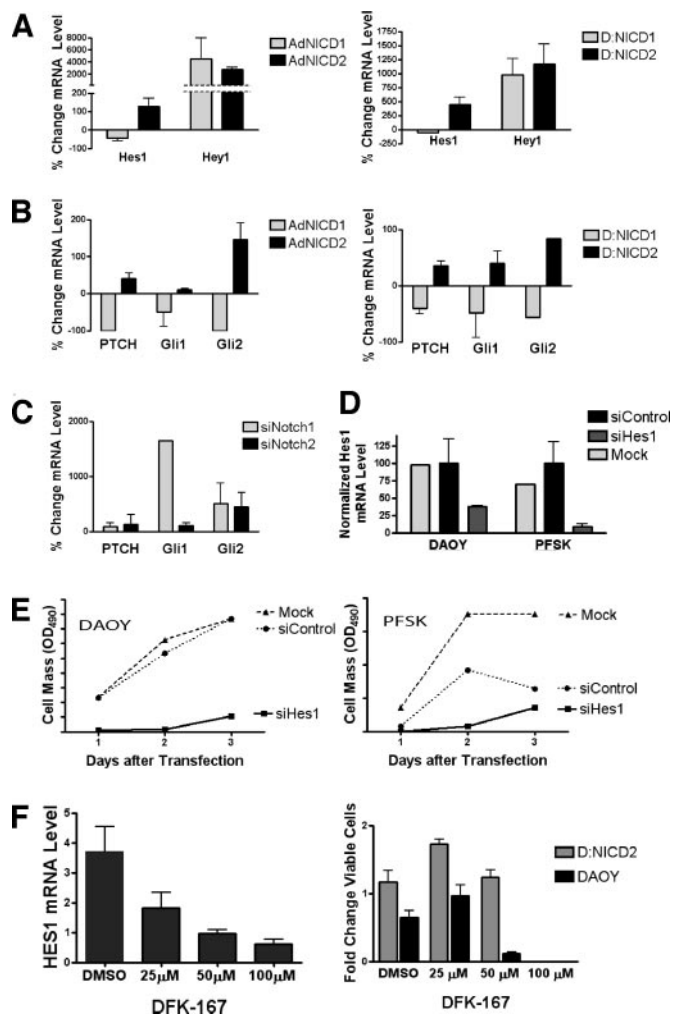 A
% Change mRNA Level
8000
6000
4000
2000
200
100
0
-100
Hes1
Hey1
AdNICD1
AdNICD2
% Change mRNA Level
1750
1500
1250
1000
750
500
250
0
-250
Hes1
Hey1
D:NICD1
D:NICD2
B
% Change mRNA Level
200
100
0
-100
PTCH
Gli1
Gli2
AdNICD1
AdNICD2
% Change mRNA Level
100
0
-100
PTCH
Gli1
Gli2
D:NICD1
D:NICD2
C
% Change mRNA Level
2000
1000
0
PTCH
Gli1
Gli2
siNotch1
siNotch2
D
Normalized Hes1
mRNA Level
125
100
75
50
25
0
DAOY
PFSK
siControl
siHes1
Mock
E
Cell Mass (OD490)
DAOY
Mock
siControl
siHes1
1
2
3
Days after Transfection
Cell Mass (OD490)
PFSK
Mock
siControl
siHes1
1
2
3
Days after Transfection
F
HES1 mRNA Level
5
4
3
2
1
0
DMSO
25µM
50µM
100µM
DFK-167
Fold Change Viable Cells
2
1
0
DMSO
25 µM
50 µM
100 µM
DFK-167
D:NICD2
DAOY